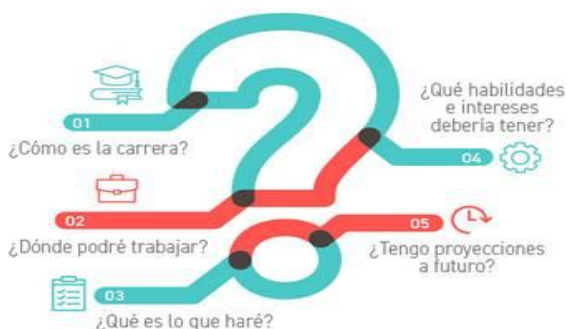 01
¿Cómo es la carrera?
02
¿Dónde podré trabajar?
03
¿Qué es lo que haré?
¿Qué habilidades
e intereses
debería tener?
04
05
¿Tengo proyecciones
a futuro?